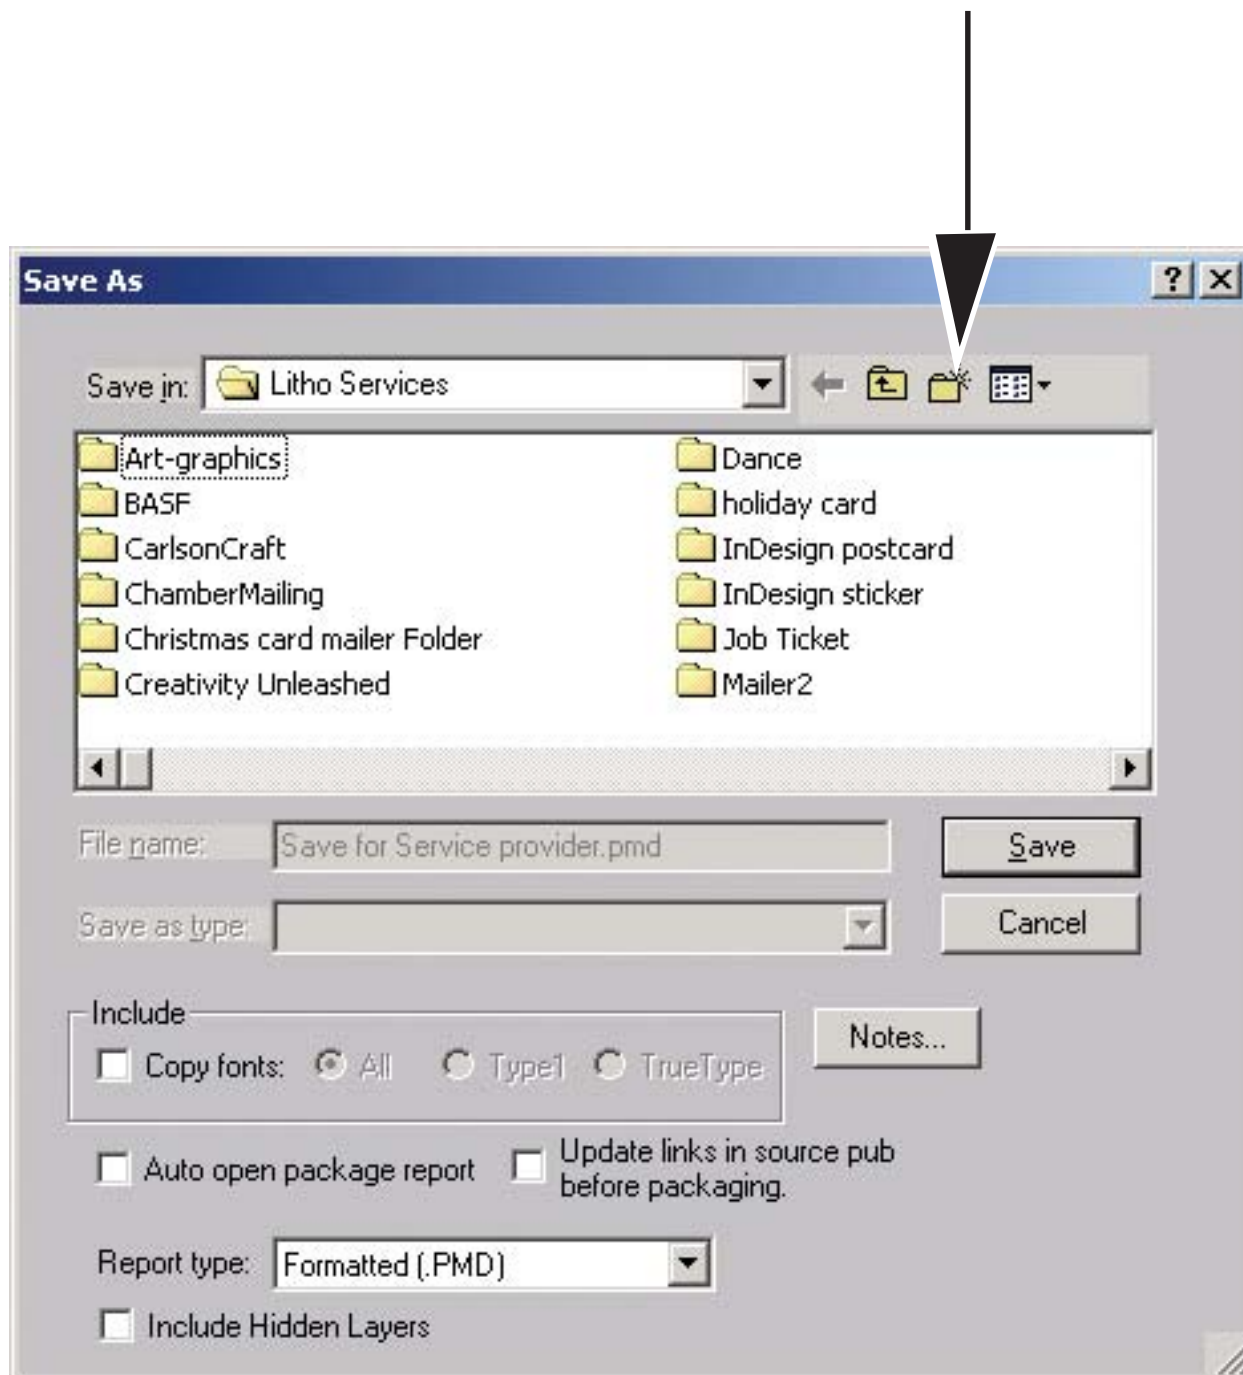 Save As
Save in: Litho Services
Art-graphics
BASF
CarlsonCraft
ChamberMailing
Christmas card mailer Folder
Creativity Unleashed
Dance
holiday card
InDesign postcard
InDesign sticker
Job Ticket
Mailer2
File name: Save for Service provider.pmd
Save
Save as type:
Cancel
Include
Copy fonts: All Type1 TrueType
Notes...
Auto open package report
Update links in source pub
before packaging.
Report type: Formatted (.PMD)
Include Hidden Layers